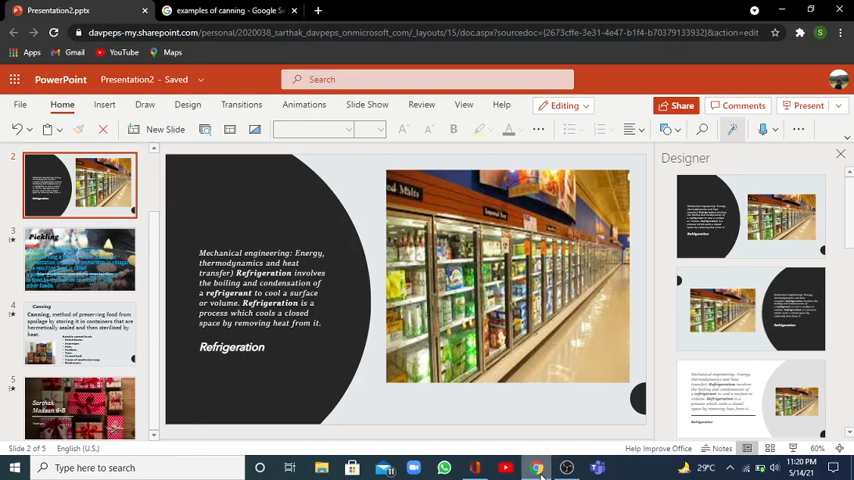 Presentation2.pptx
examples of canning - Google Se
davpeps-my.sharepoint.com/personal/2020038_sarthak_davpeps_onmicrosoft_com/_layouts/15/doc.aspx?sourcedoc={2673cffe-3e31-4e47-b1f4-b70379133932}&action=edit
Apps Gmail YouTube Maps
PowerPoint Presentation2 - Saved Search
File Home Insert Draw Design Transitions Animations Slide Show Review View Help Editing Share Comments Present
New Slide
Designer
2
3
Pickling
4
Canning
Canning, method of preserving food from
spoilage by storing it in containers that are
hermetically sealed and then sterilized by
heat.
5
Sarthak
Madaan 6-B
Mechanical engineering: Energy,
thermodynamics and heat
transfer) Refrigeration involves
the boiling and condensation of
a refrigerant to cool a surface
or volume. Refrigeration is a
process which cools a closed
space by removing heat from it.
Refrigeration
Slide 2 of 5 English (U.S.) Help Improve Office Notes 60%
Type here to search
11
29°C
11:20 PM
5/14/21